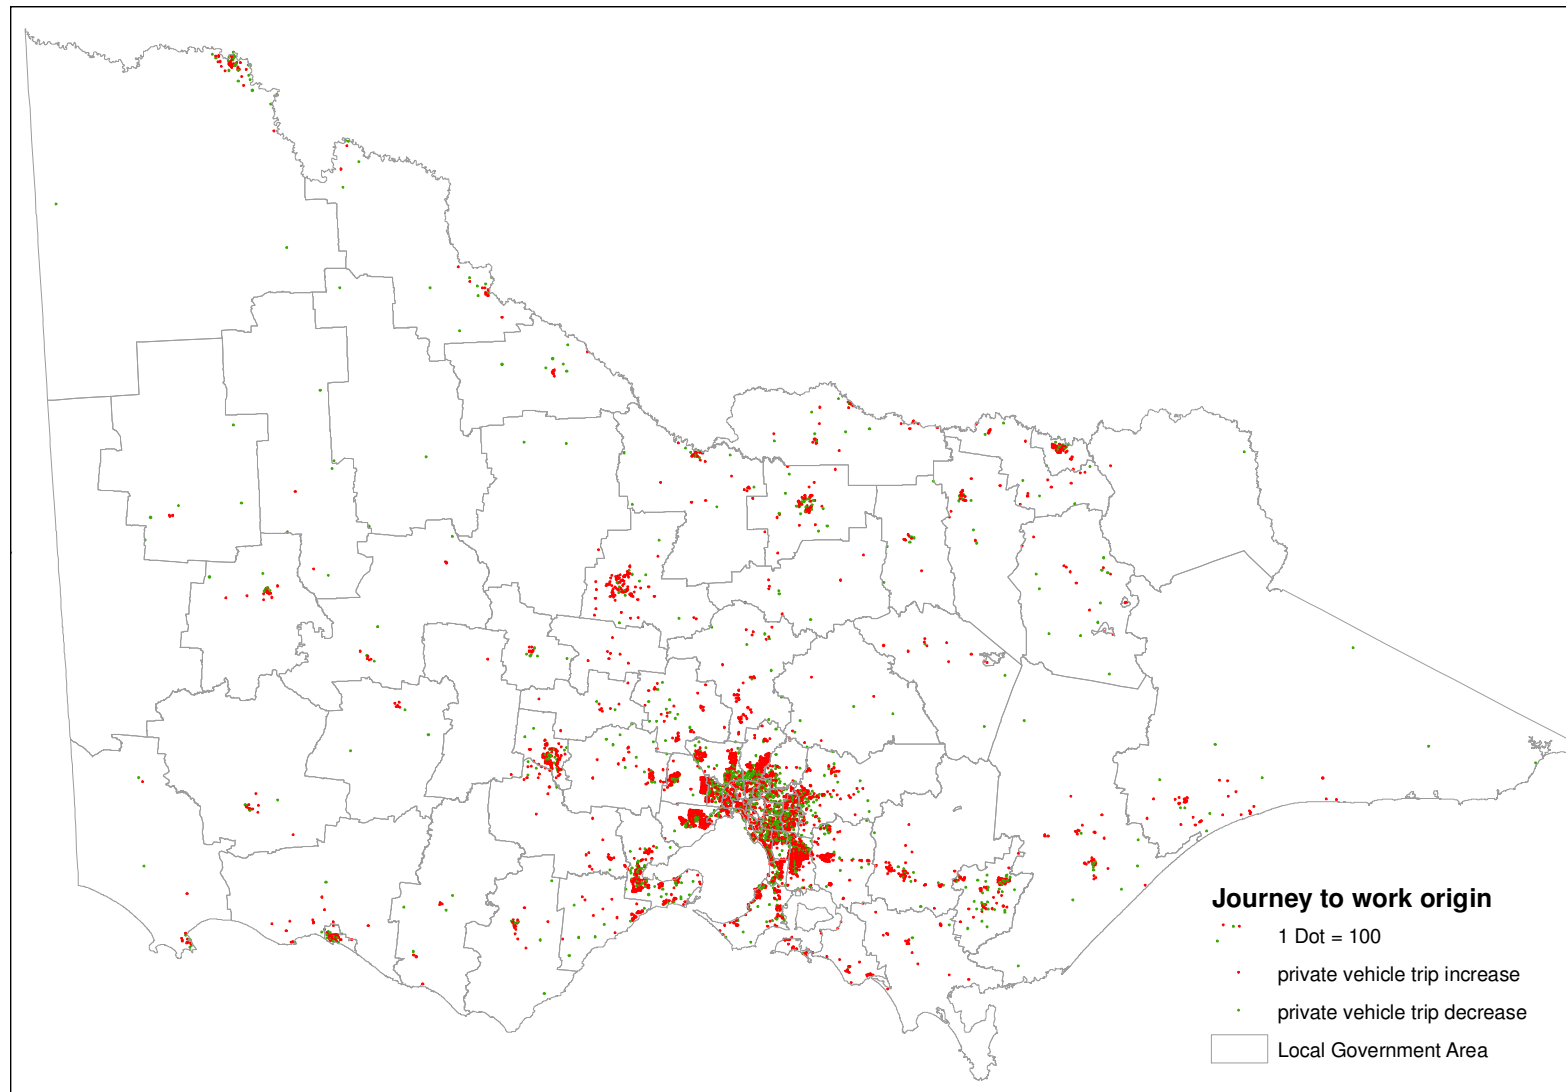 Journey to work origin
1 Dot = 100
private vehicle trip increase
private vehicle trip decrease
Local Government Area